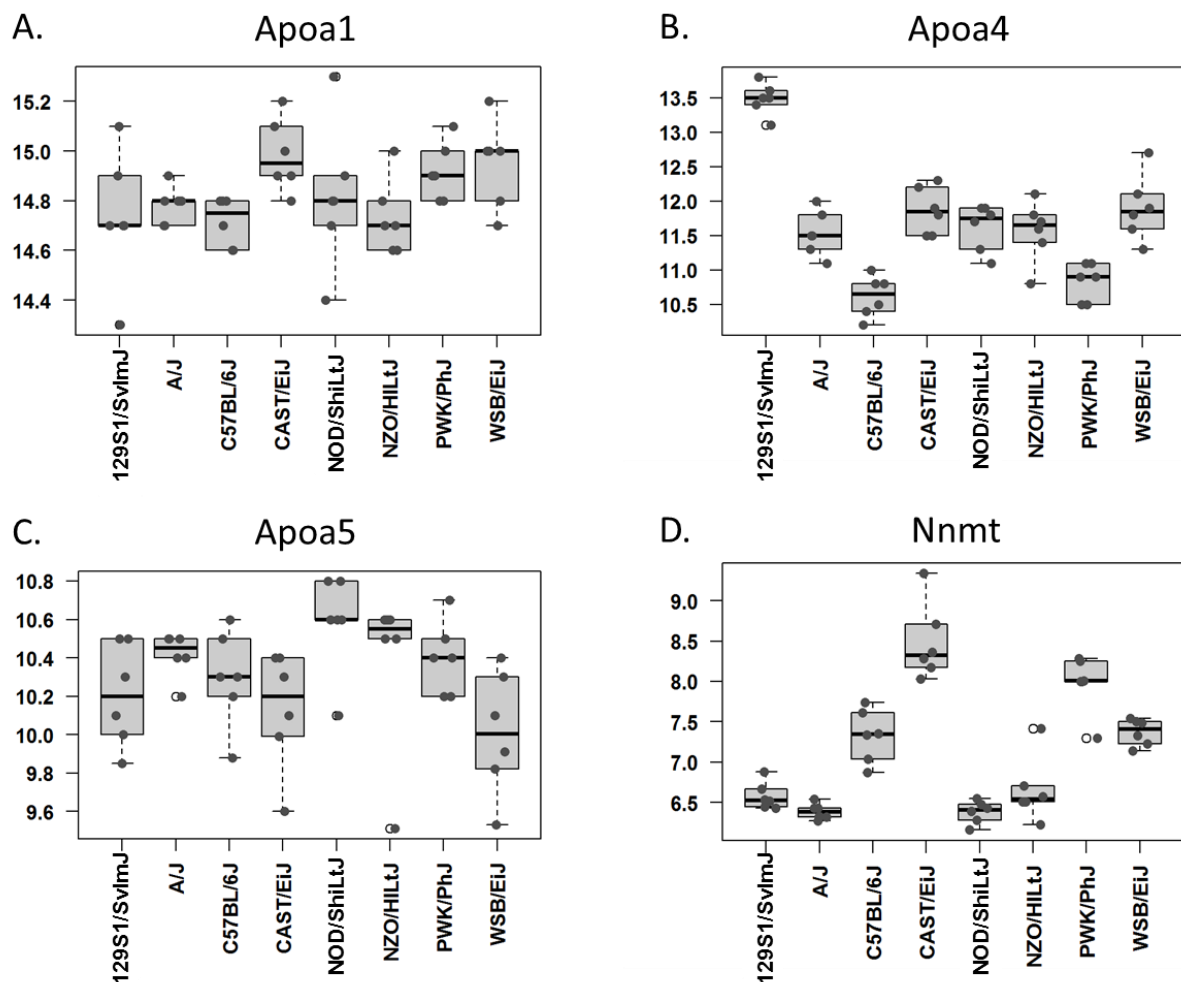 A. Apoa1
15.2
15.0
14.8
14.6
14.4
129S1/SvlmJ
A/J
C57BL/6J
CAST/EiJ
NOD/ShiLtJ
NZO/HILtJ
PWK/PhJ
WSB/EiJ
B. Apoa4
13.5
13.0
12.5
12.0
11.5
11.0
10.5
129S1/SvlmJ
A/J
C57BL/6J
CAST/EiJ
NOD/ShiLtJ
NZO/HILtJ
PWK/PhJ
WSB/EiJ
C. Apoa5
10.8
10.6
10.4
10.2
10.0
9.8
9.6
129S1/SvlmJ
A/J
C57BL/6J
CAST/EiJ
NOD/ShiLtJ
NZO/HILtJ
PWK/PhJ
WSB/EiJ
D. Nnmt
9.0
8.5
8.0
7.5
7.0
6.5
129S1/SvlmJ
A/J
C57BL/6J
CAST/EiJ
NOD/ShiLtJ
NZO/HILtJ
PWK/PhJ
WSB/EiJ